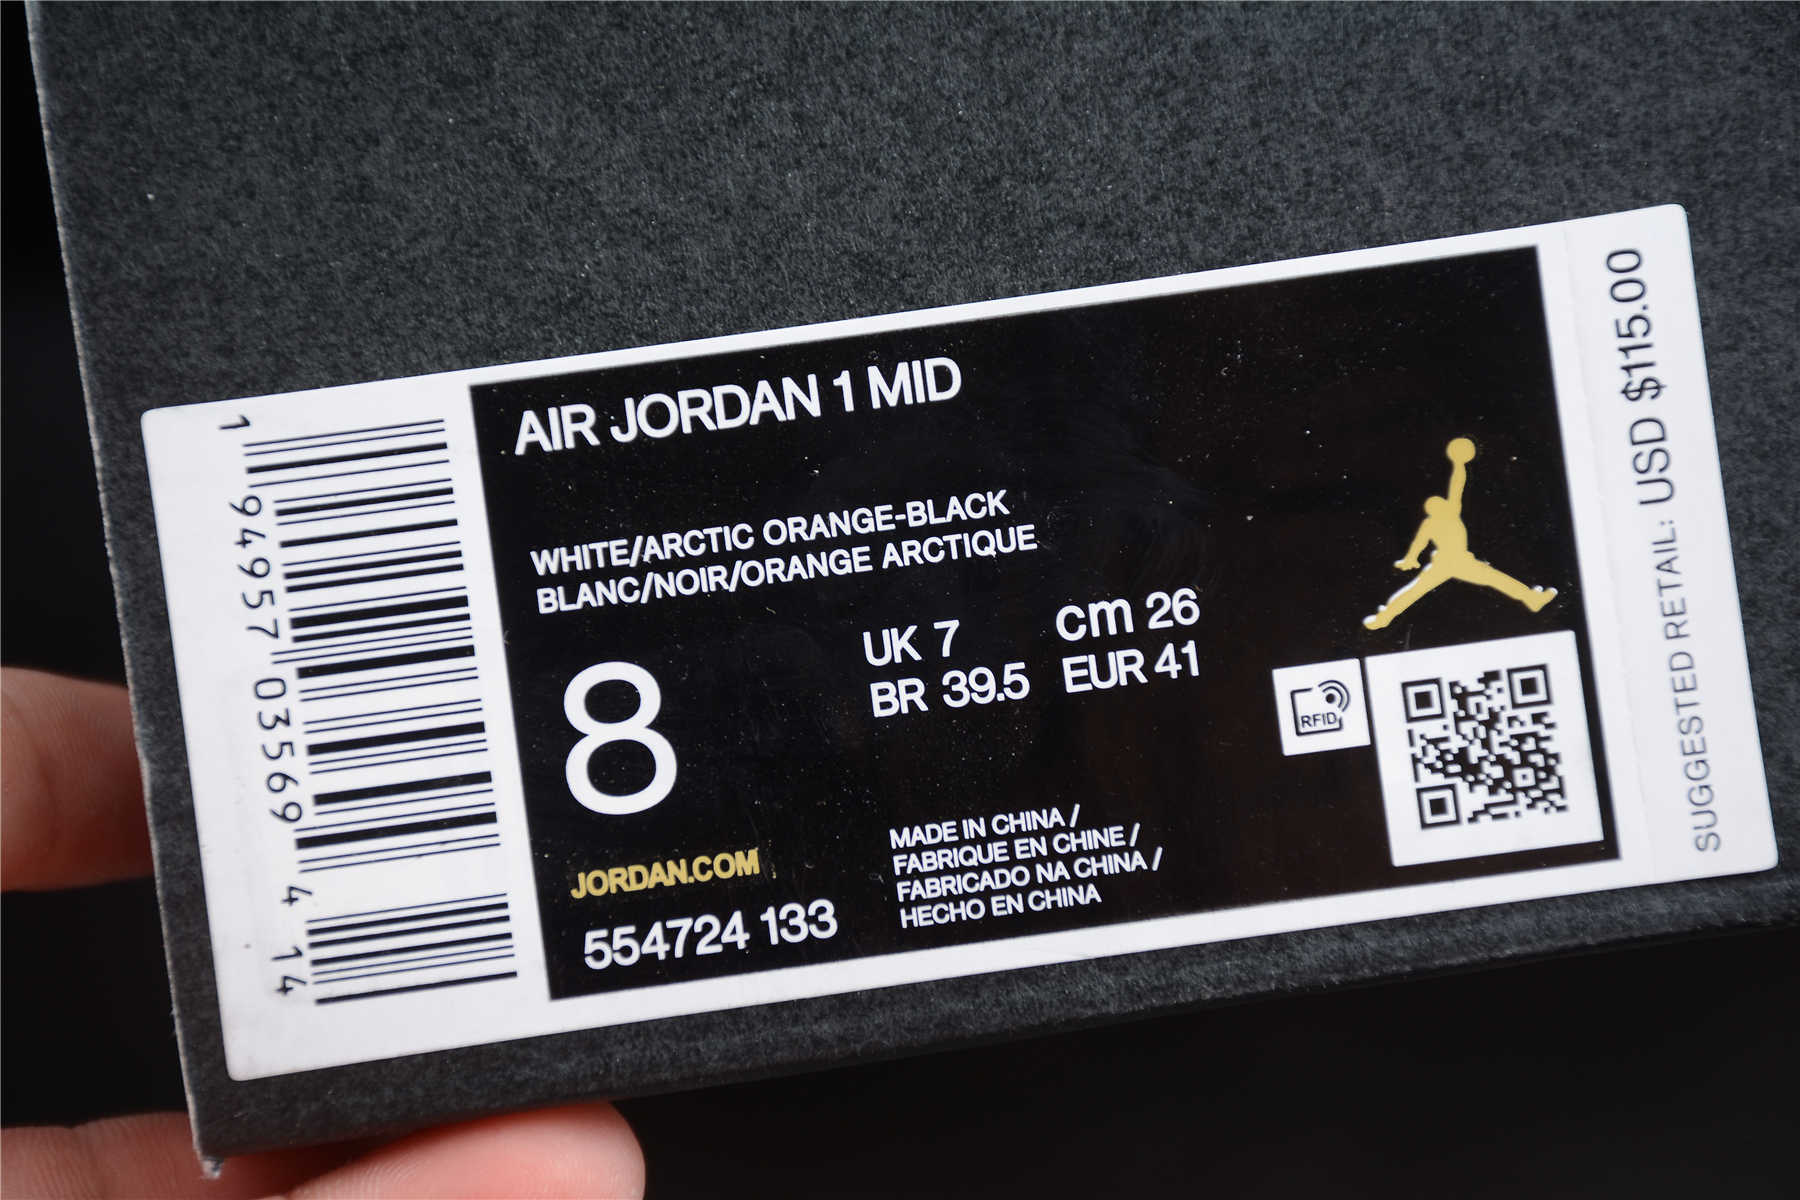 AIR JORDAN 1 MID
WHITE/ARCTIC ORANGE-BLACK
BLANC/NOIR/ORANGE ARCTIQUE
8
UK 7
cm 26
BR 39.5
EUR 41
JORDAN.COM
554724 133
MADE IN CHINA /
FABRIQUE EN CHINE /
FABRICADO NA CHINA /
HECHO EN CHINA
RFID
SUGGESTED RETAIL: USD $115.00
1 94957 03569 4 14